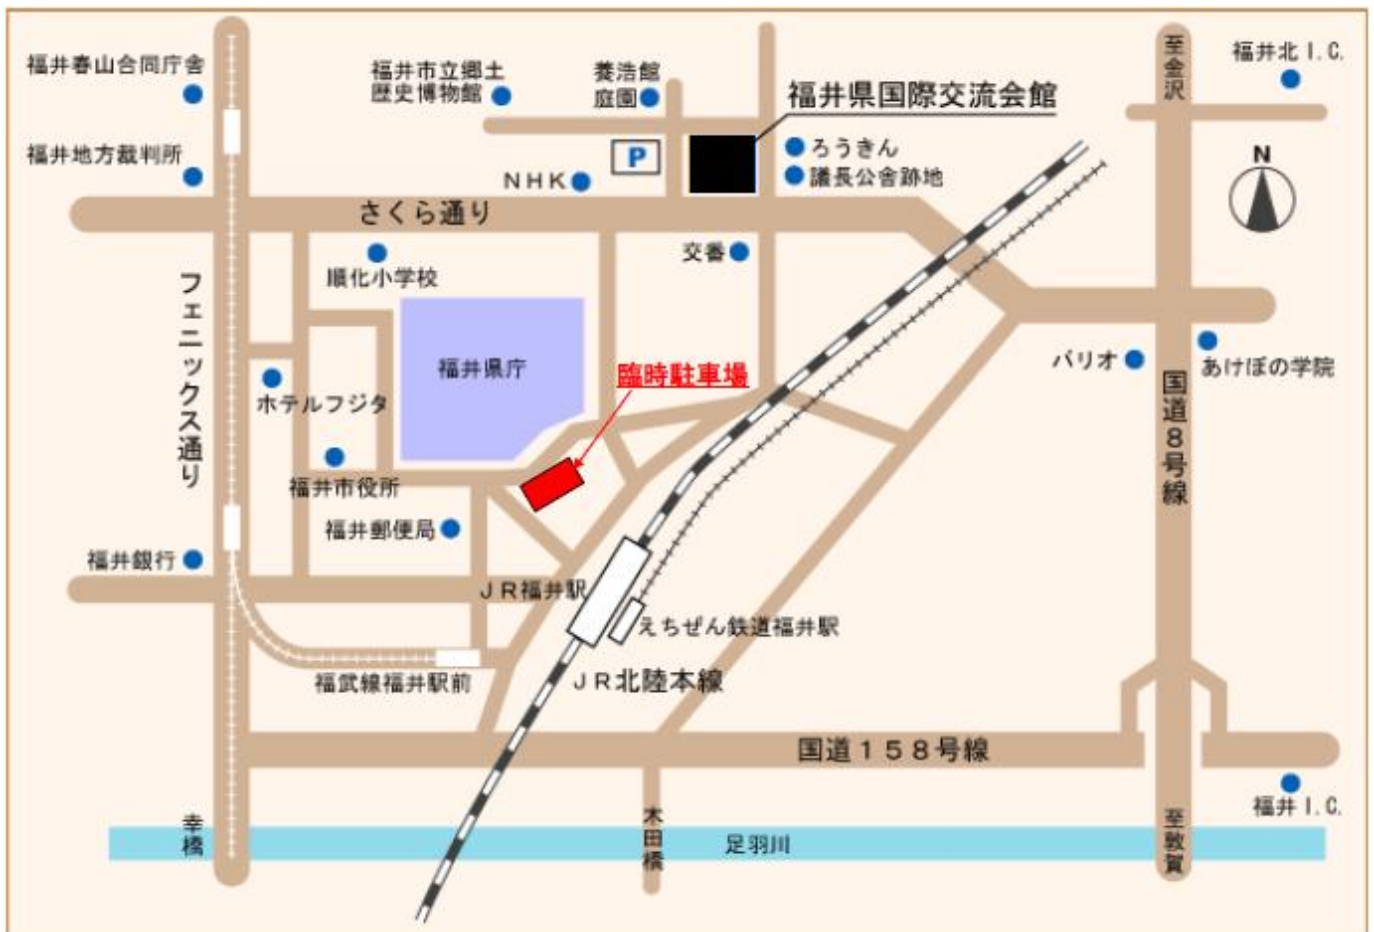 福井春山合同庁舎
福井市立郷土
歴史博物館
養浩館
庭園
福井県国際交流会館
至金沢
福井北 I.C.
福井地方裁判所
P
NHK
ろうきん
議長公舎跡地
N
さくら通り
順化小学校
交番
フェニックス通り
福井県庁
臨時駐車場
パリオ
あけぼの学院
ホテルフジタ
国道8号線
福井市役所
福井郵便局
福井銀行
JR福井駅
えちぜん鉄道福井駅
福武線福井駅前
JR北陸本線
国道158号線
福井 I.C.
幸橋
木田橋
足羽川
至敦賀